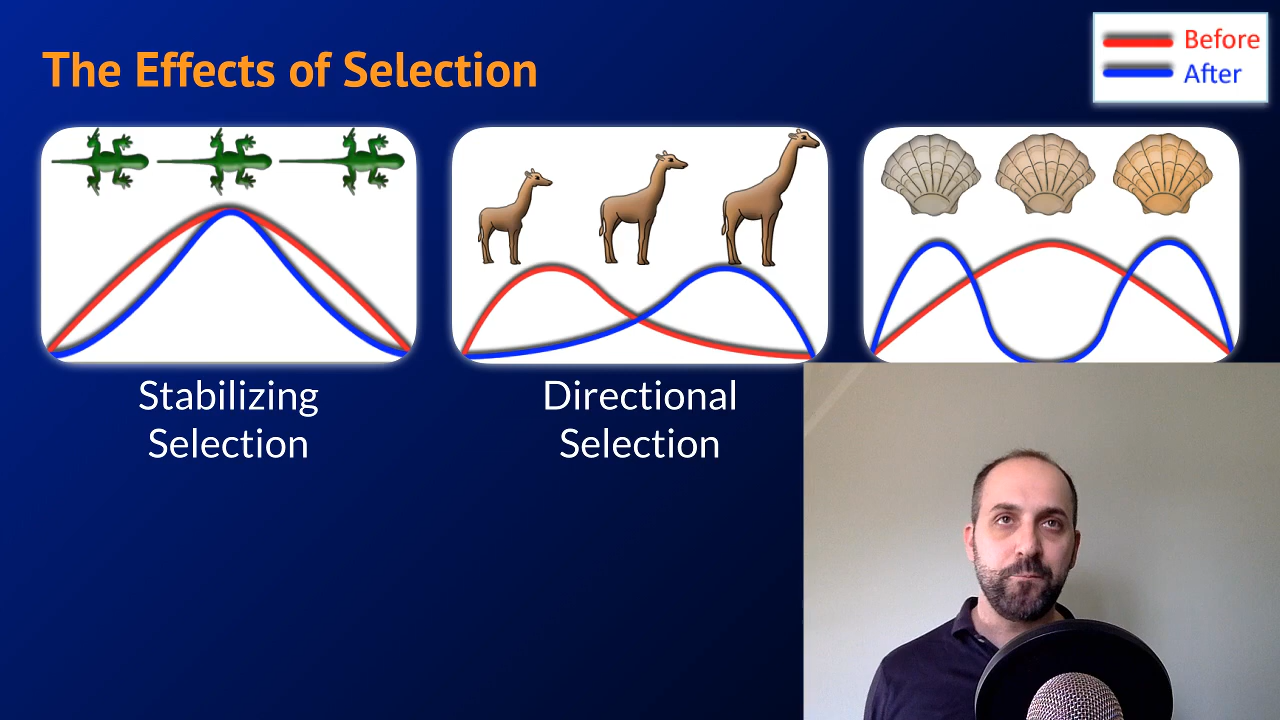 The Effects of Selection
Before
After
Stabilizing
Selection
Directional
Selection